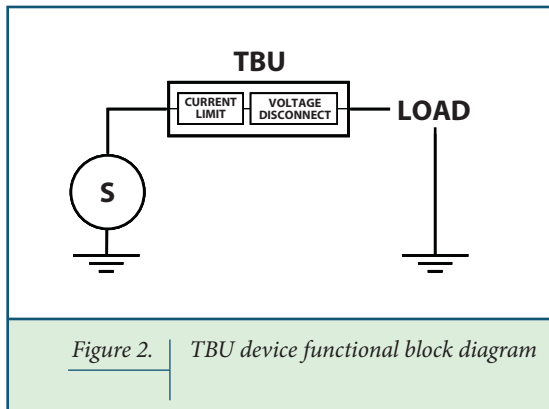 TBU
CURRENT
LIMIT
VOLTAGE
DISCONNECT
LOAD
S
Figure 2. TBU device functional block diagram